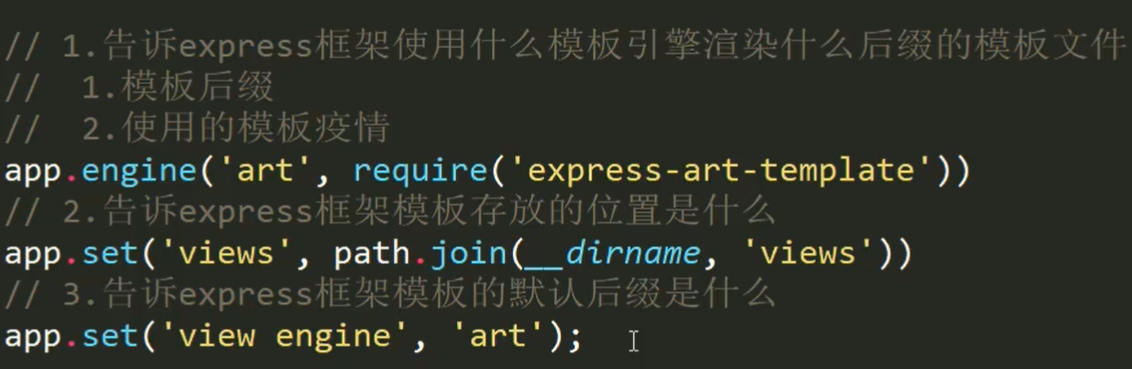 // 1.告诉express框架使用什么模板引擎渲染什么后缀的模板文件
//  1.模板后缀
//  2.使用的模板疫情
app.engine('art', require('express-art-template'))
// 2.告诉express框架模板存放的位置是什么
app.set('views', path.join(__dirname, 'views'))
// 3.告诉express框架模板的默认后缀是什么
app.set('view engine', 'art');